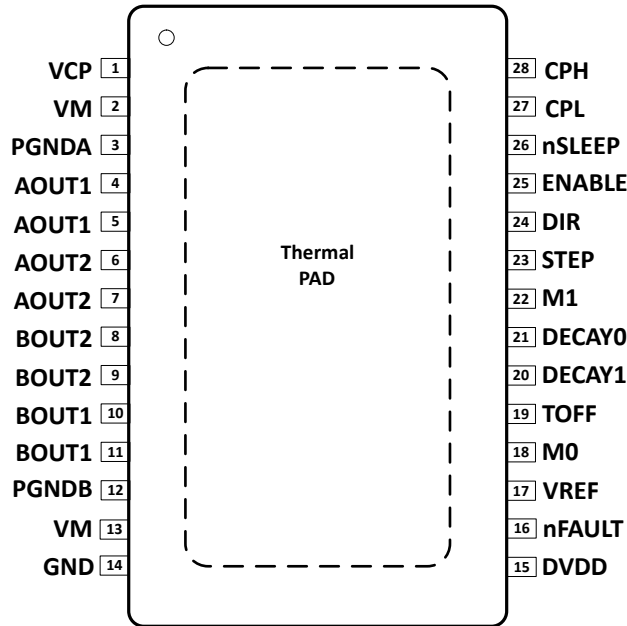 VCP 1
VM 2
PGNDA 3
AOUT1 4
AOUT1 5
AOUT2 6
AOUT2 7
BOUT2 8
BOUT2 9
BOUT1 10
BOUT1 11
PGNDB 12
VM 13
GND 14
Thermal
PAD
28 CPH
27 CPL
26 nSLEEP
25 ENABLE
24 DIR
23 STEP
22 M1
21 DECAY0
20 DECAY1
19 TOFF
18 M0
17 VREF
16 nFAULT
15 DVDD